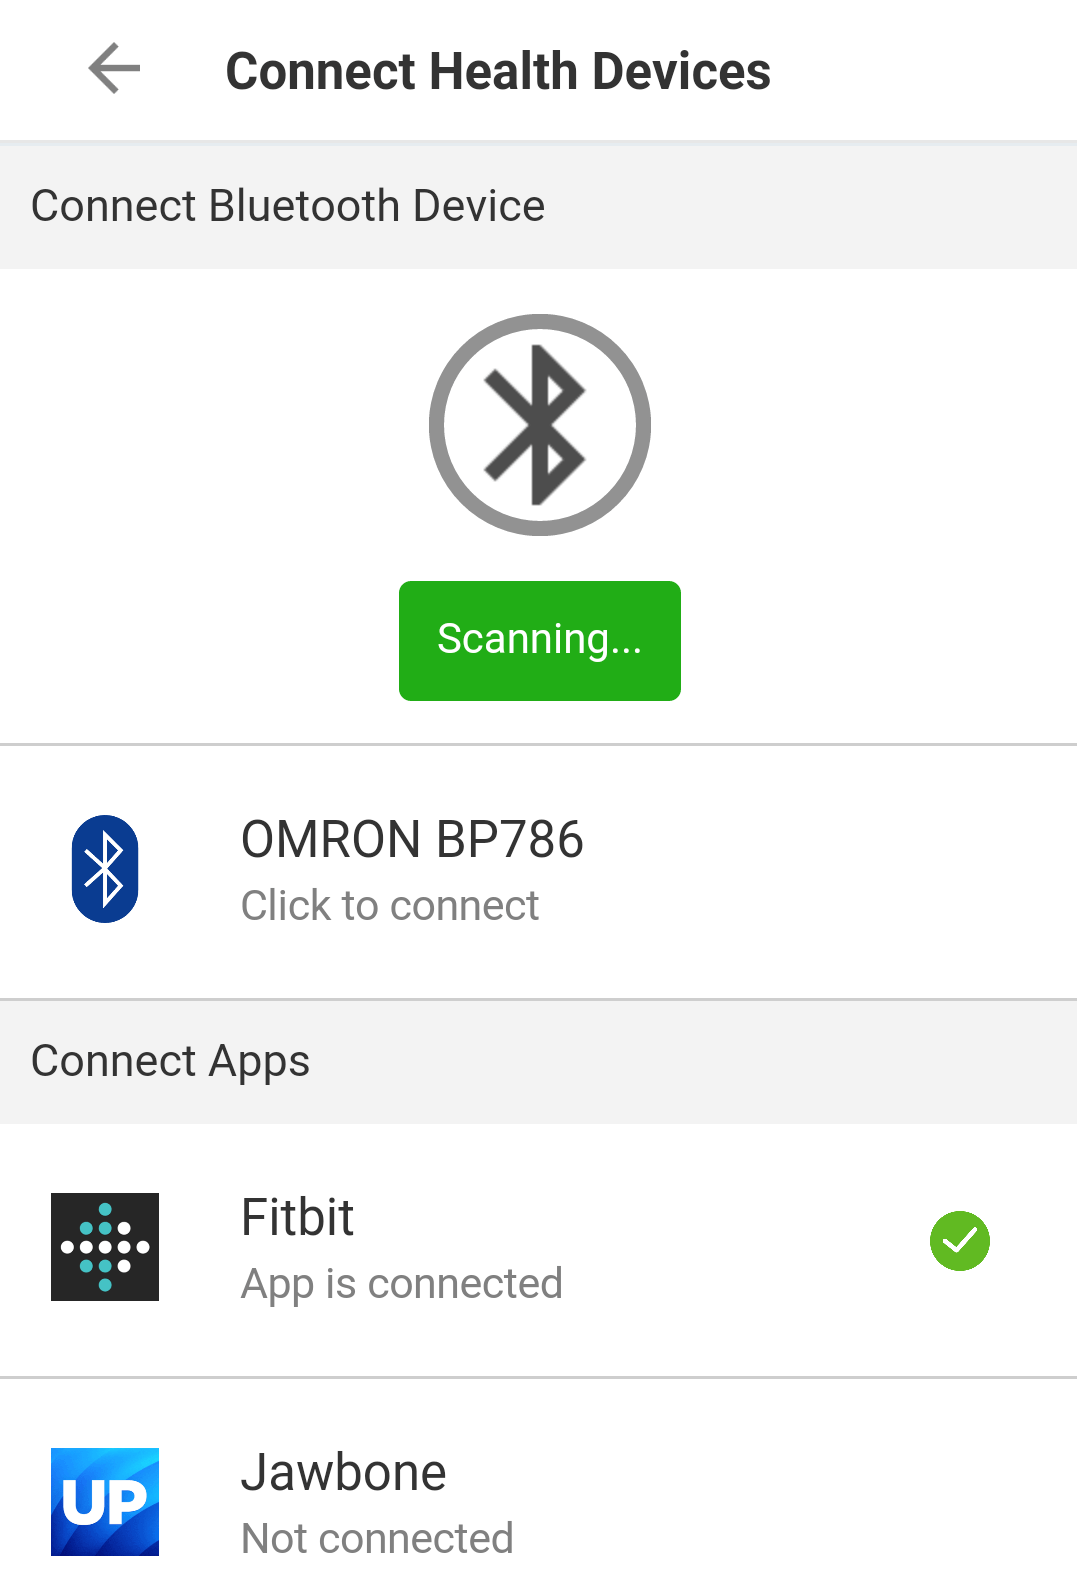 Connect Health Devices
Connect Bluetooth Device
Scanning...
OMRON BP786
Click to connect
Connect Apps
Fitbit
App is connected
UP
Jawbone
Not connected